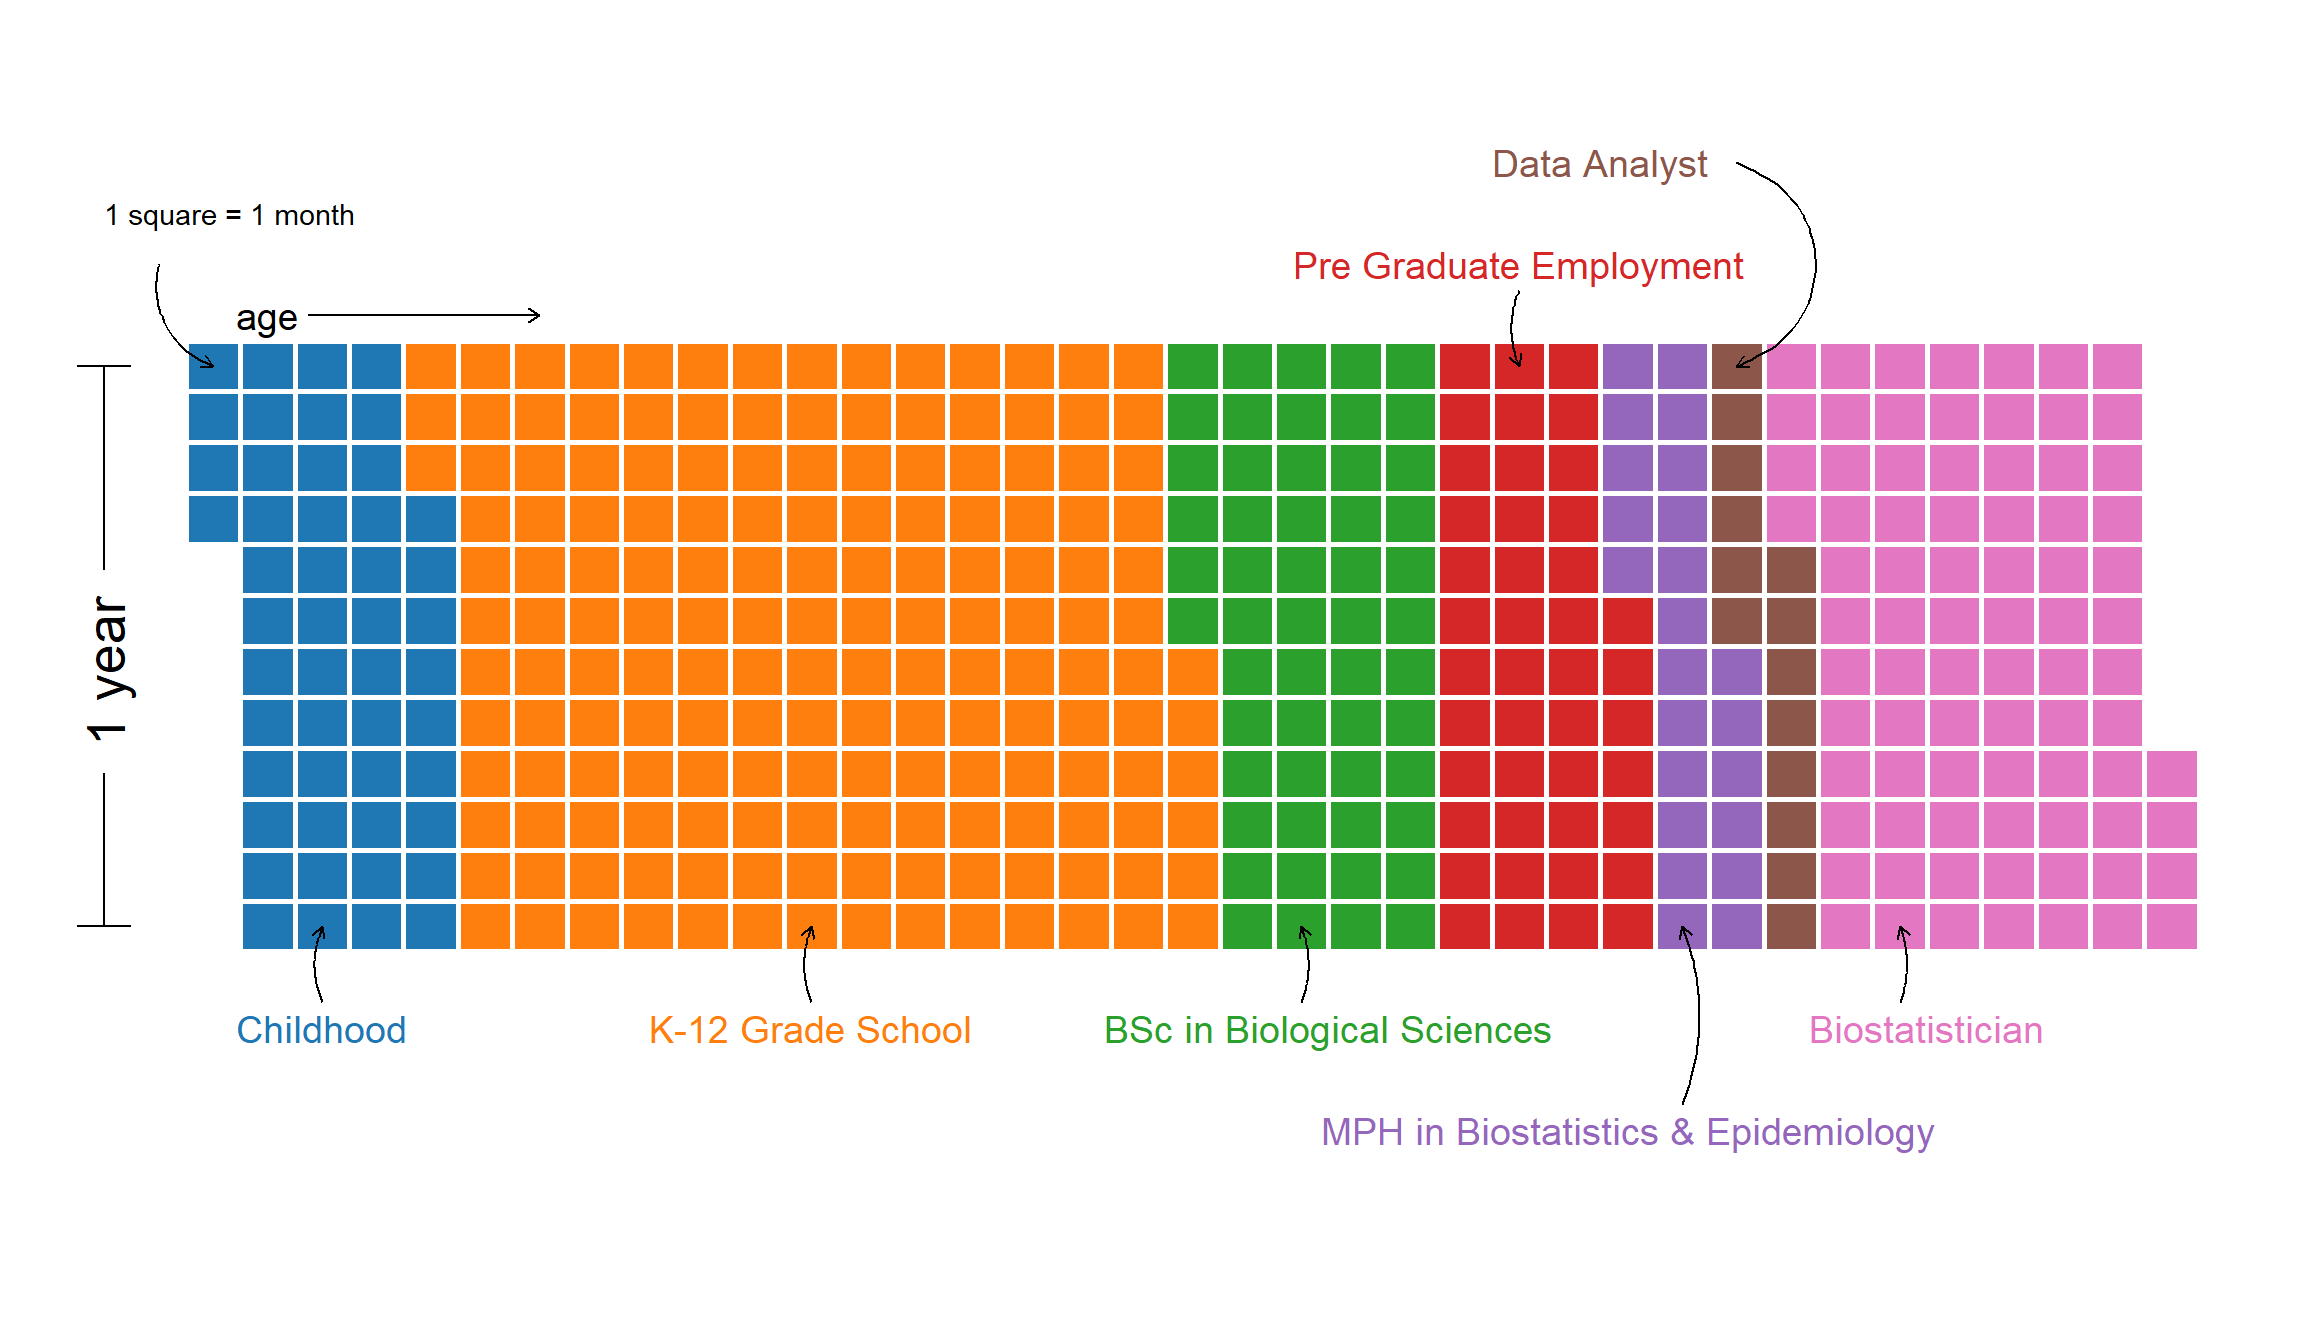 Data Analyst
1 square = 1 month
Pre Graduate Employment
age
1 year
Childhood
K-12 Grade School
BSc in Biological Sciences
Biostatistician
MPH in Biostatistics & Epidemiology